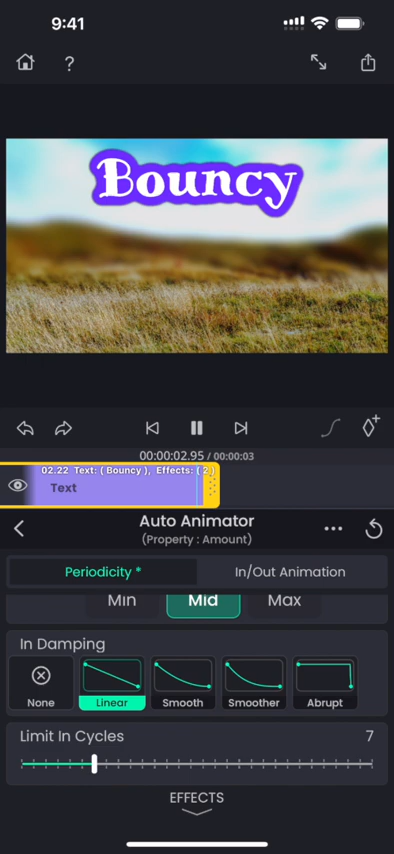 9:41
?
Bouncy
00:00:02.95 / 00:00:03
02.22 Text: ( Bouncy ), Effects: ( 2 )
Text
Auto Animator
(Property : Amount)
Periodicity * In/Out Animation
Min Mid Max
In Damping
None Linear Smooth Smoother Abrupt
Limit In Cycles 7
EFFECTS